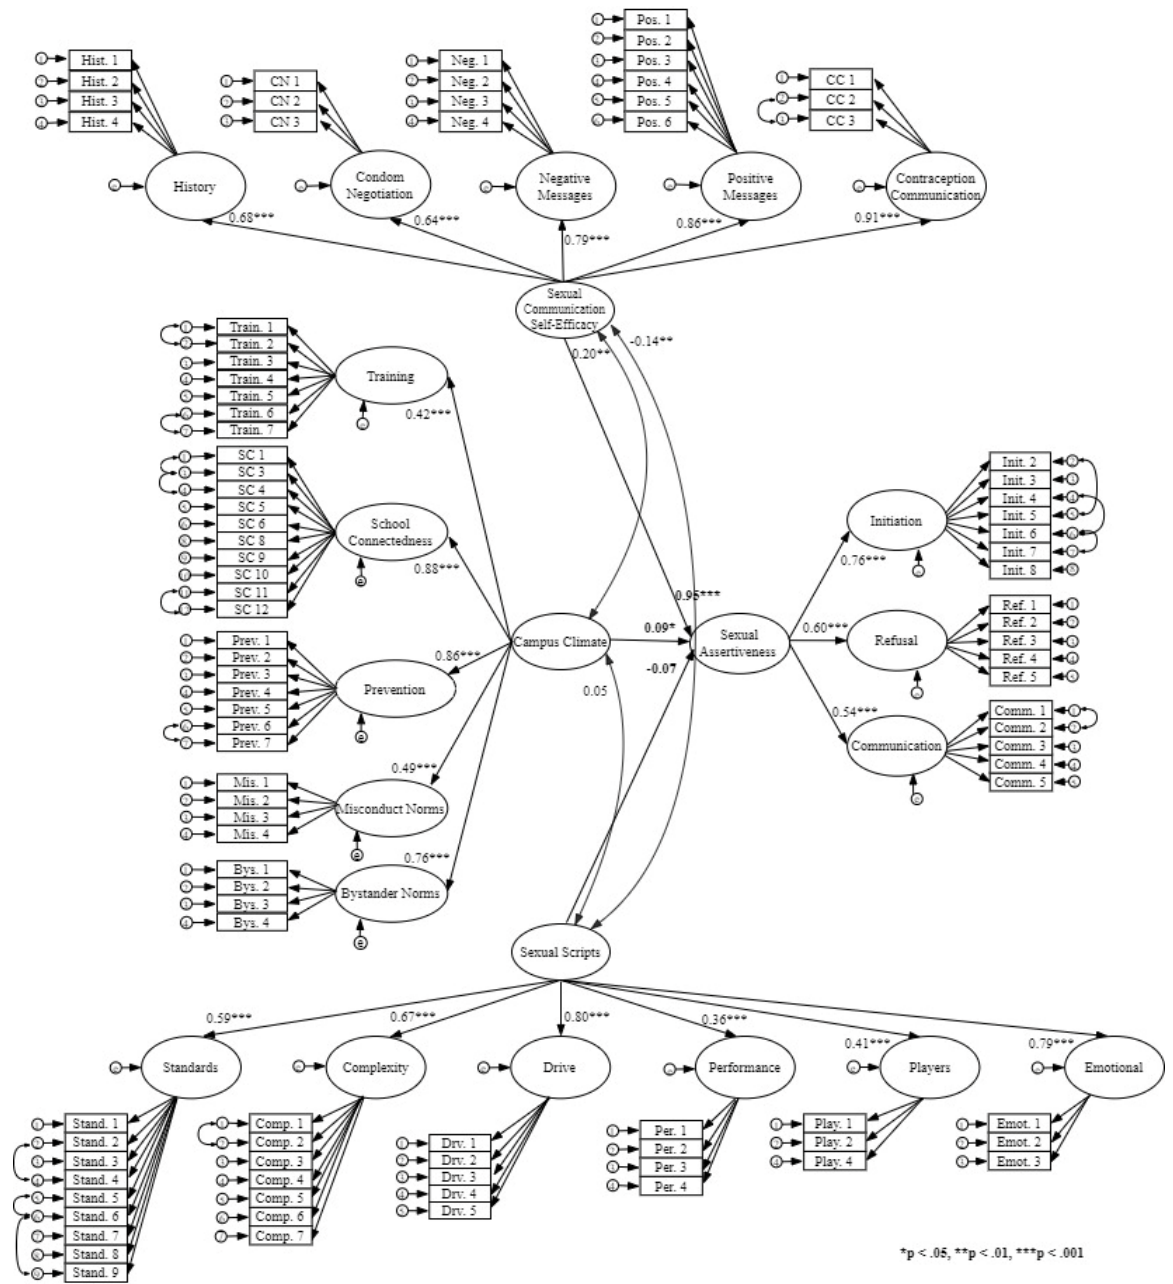 Pos. 1
Pos. 2
Pos. 3
Pos. 4
Pos. 5
Pos. 6
Hist. 1
Hist. 2
Hist. 3
Hist. 4
CN 1
CN 2
CN 3
Neg. 1
Neg. 2
Neg. 3
Neg. 4
CC 1
CC 2
CC 3
History
Condom
Negotiation
Negative
Messages
Positive
Messages
Contraception
Communication
0.68***
0.64***
0.79***
0.86***
0.91***
Sexual
Communication
Self-Efficacy
0.20**
-0.14**
Train. 1
Train. 2
Train. 3
Train. 4
Train. 5
Train. 6
Train. 7
Training
0.42***
SC 1
SC 3
SC 4
SC 5
SC 6
SC 8
SC 9
SC 10
SC 11
SC 12
School
Connectedness
e
0.88***
Init. 2
Init. 3
Init. 4
Init. 5
Init. 6
Init. 7
Init. 8
Initiation
0.76***
0.95***
Campus Climate
0.09*
-0.07
0.05
Sexual
Assertiveness
0.60***
Refusal
Ref. 1
Ref. 2
Ref. 3
Ref. 4
Ref. 5
0.54***
Communication
Comm. 1
Comm. 2
Comm. 3
Comm. 4
Comm. 5
Prev. 1
Prev. 2
Prev. 3
Prev. 4
Prev. 5
Prev. 6
Prev. 7
Prevention
e
0.86***
Mis. 1
Mis. 2
Mis. 3
Mis. 4
Misconduct Norms
e
0.49***
Bys. 1
Bys. 2
Bys. 3
Bys. 4
Bystander Norms
e
0.76***
Sexual Scripts
0.59***
0.67***
0.80***
0.36***
0.41***
0.79***
Standards
Complexity
Drive
Performance
Players
Emotional
Stand. 1
Stand. 2
Stand. 3
Stand. 4
Stand. 5
Stand. 6
Stand. 7
Stand. 8
Stand. 9
Comp. 1
Comp. 2
Comp. 3
Comp. 4
Comp. 5
Comp. 6
Comp. 7
Drv. 1
Drv. 2
Drv. 3
Drv. 4
Drv. 5
Per. 1
Per. 2
Per. 3
Per. 4
Play. 1
Play. 2
Play. 4
Emot. 1
Emot. 2
Emot. 3
*p < .05, **p < .01, ***p < .001